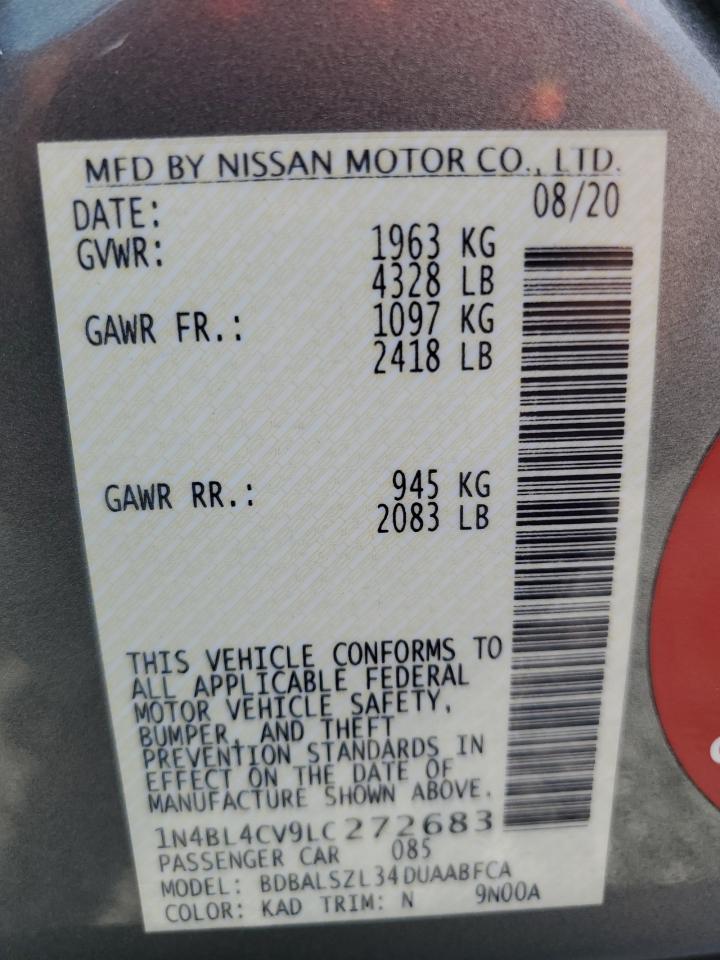 MFD BY NISSAN MOTOR CO., LTD.
DATE: 08/20
GVWR: 1963 KG
4328 LB
GAWR FR.: 1097 KG
2418 LB
GAWR RR.: 945 KG
2083 LB
THIS VEHICLE CONFORMS TO
ALL APPLICABLE FEDERAL
MOTOR VEHICLE SAFETY,
BUMPER, AND THEFT
PREVENTION STANDARDS IN
EFFECT ON THE DATE OF
MANUFACTURE SHOWN ABOVE.
1N4BL4CV9LC272683
PASSENGER CAR 085
MODEL: BDBALSZL34DUAABFCA
COLOR: KAD TRIM: N 9N00A